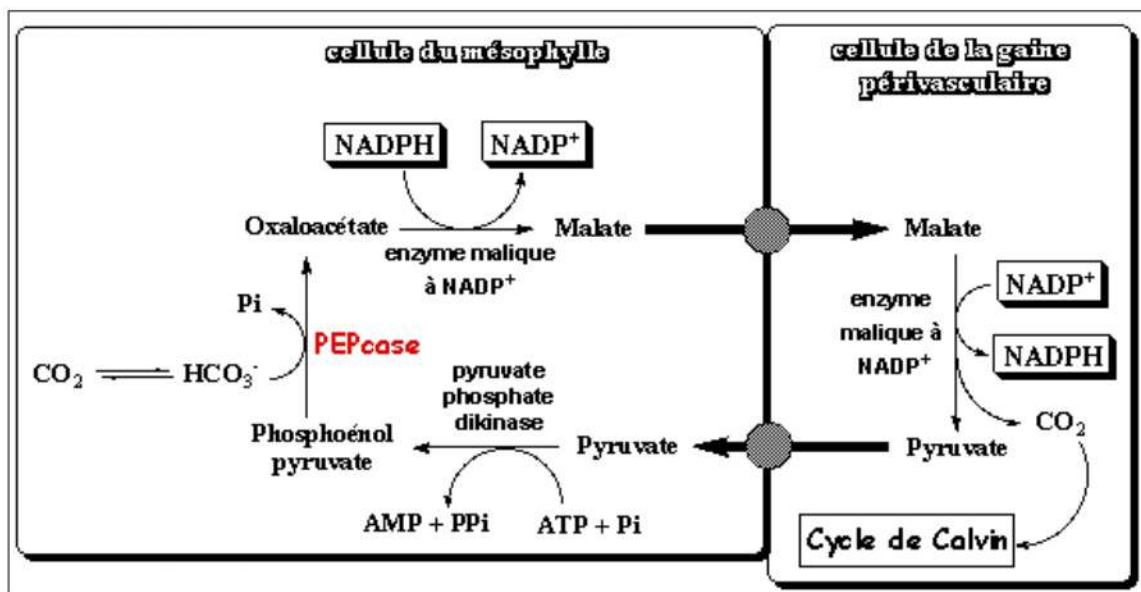 cellule du mésophylle
cellule de la gaine
périvasculaire
NADPH
NADP+
Oxaloacétate
Malate
Malate
enzyme malique
à NADP+
NADP+
enzyme
malique à
NADP+
NADPH
Pi
PEPcase
CO2
HCO3-
pyruvate
phosphate
dikinase
CO2
Phosphoénol
pyruvate
Pyruvate
Pyruvate
AMP + PPi
ATP + Pi
Cycle de Calvin